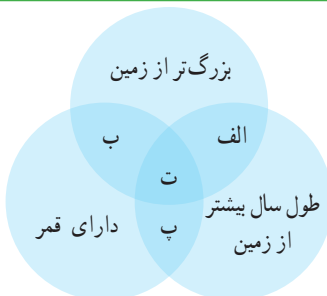 بزرگ‌تر از زمین
ب
الف
ت
دارای قمر
پ
طول سال بیشتر
از زمین